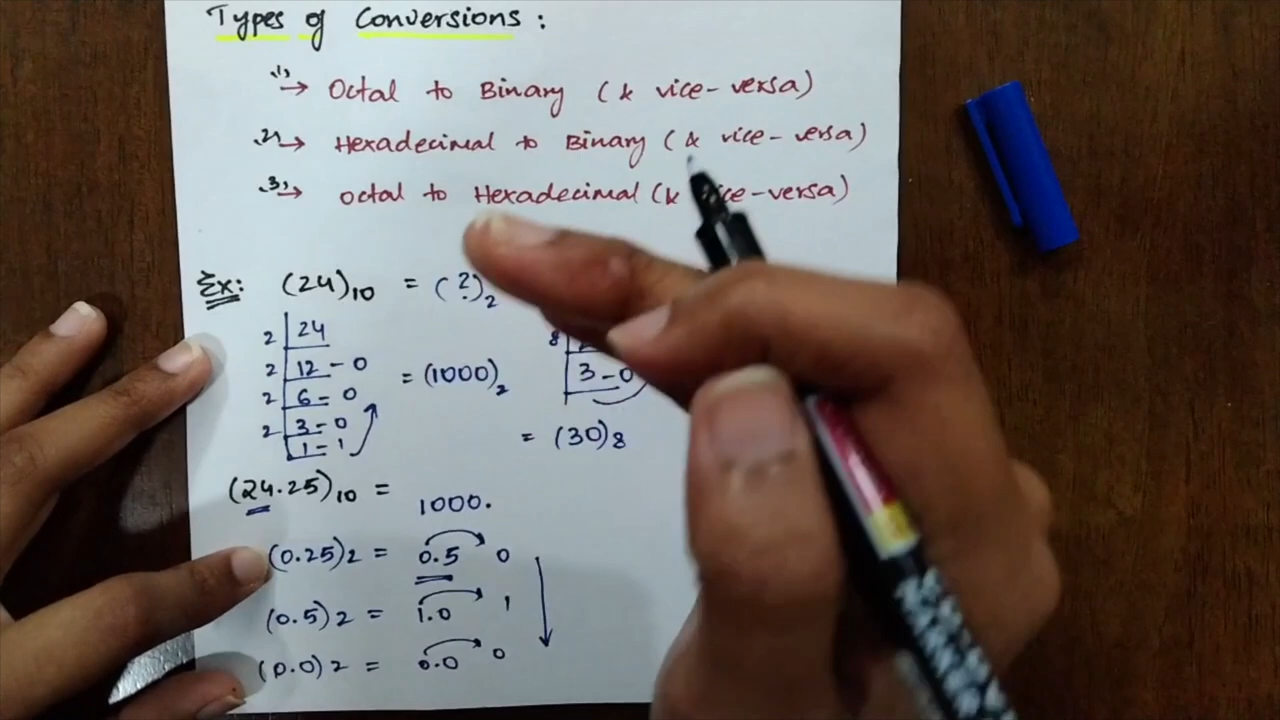 Types of Conversions :
1) → Octal to Binary (& vice-versa)
2) → Hexadecimal to Binary (& vice-versa)
3) → Octal to Hexadecimal (& vice-versa)
Ex: (24)10 = (?)2
2 | 24
2 | 12 - 0
2 | 6 - 0
2 | 3 - 0
1 - 1
= (1000)2
8
3 - 0
= (30)8
(24.25)10 =
1000.
(0.25)2 = 0.5 0
(0.5)2 = 1.0 1
(0.0)2 = 0.0 0